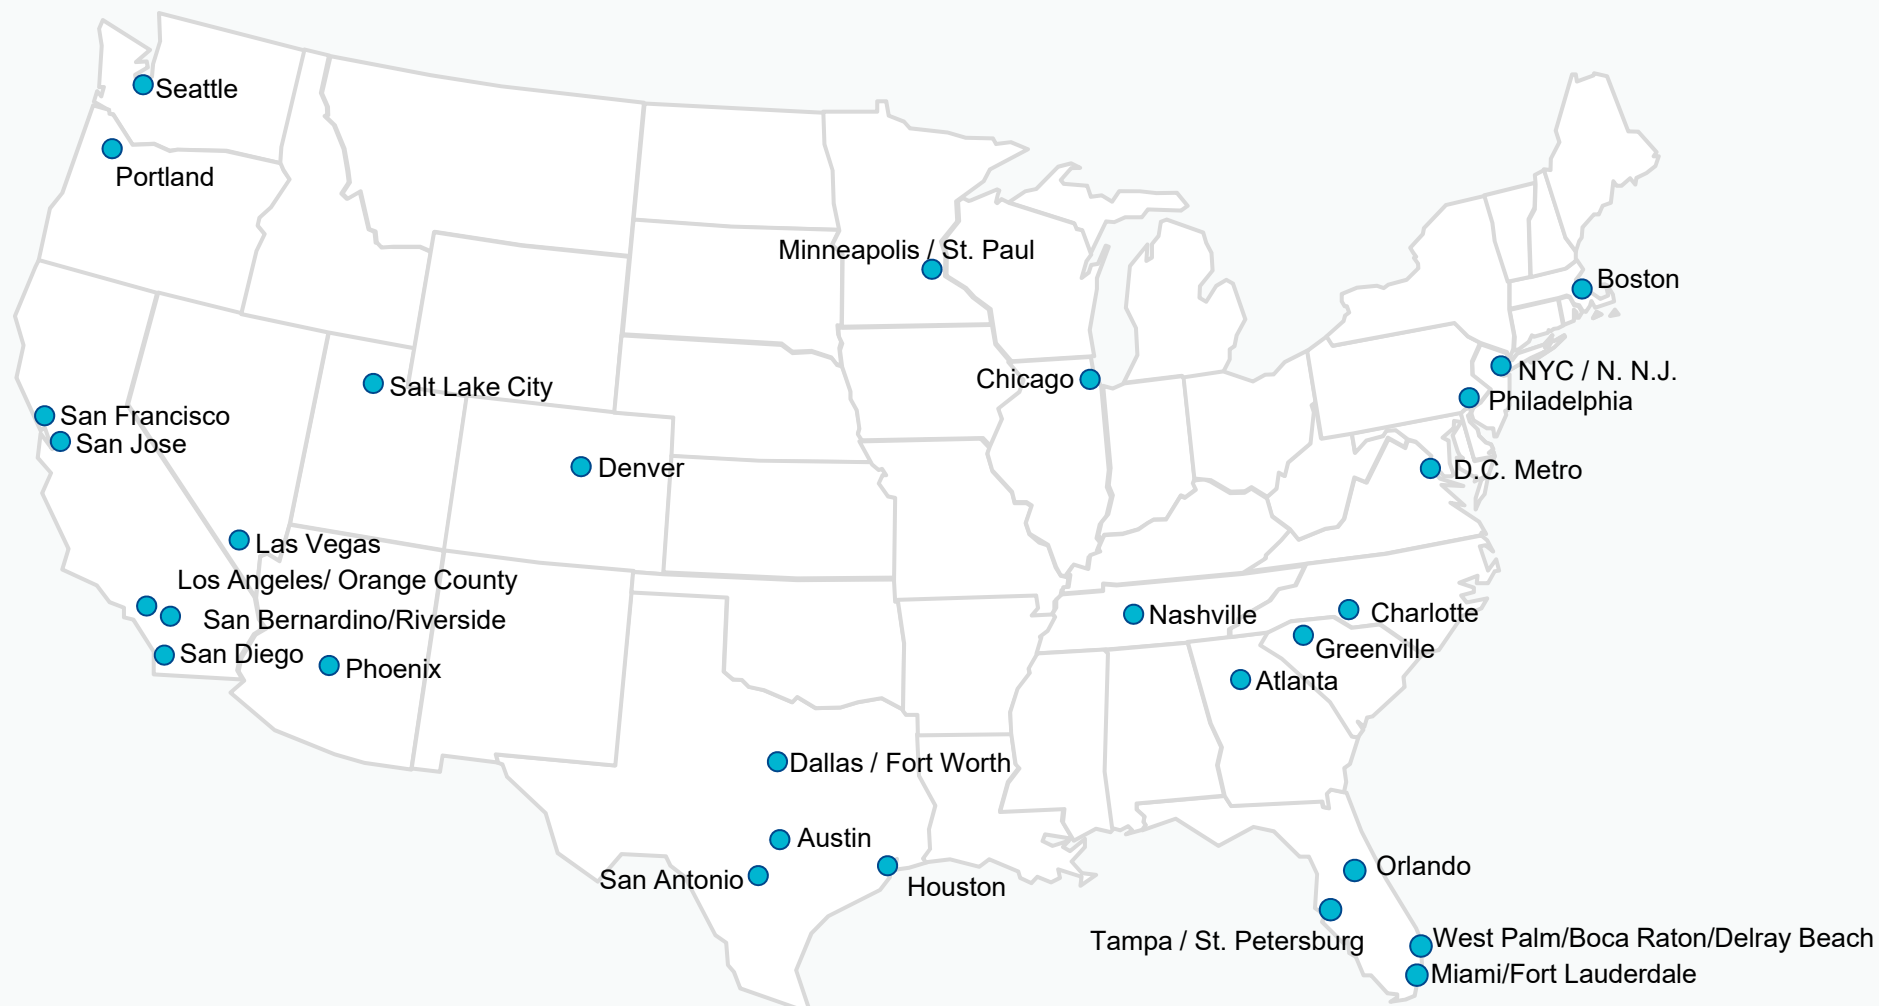 Seattle
Portland
Minneapolis / St. Paul
Boston
Chicago
NYC / N. N.J.
Salt Lake City
Philadelphia
San Francisco
San Jose
Denver
D.C. Metro
Las Vegas
Los Angeles/ Orange County
San Bernardino/Riverside
Nashville
Charlotte
Greenville
San Diego
Phoenix
Atlanta
Dallas / Fort Worth
Austin
Orlando
San Antonio
Houston
Tampa / St. Petersburg
West Palm/Boca Raton/Delray Beach
Miami/Fort Lauderdale